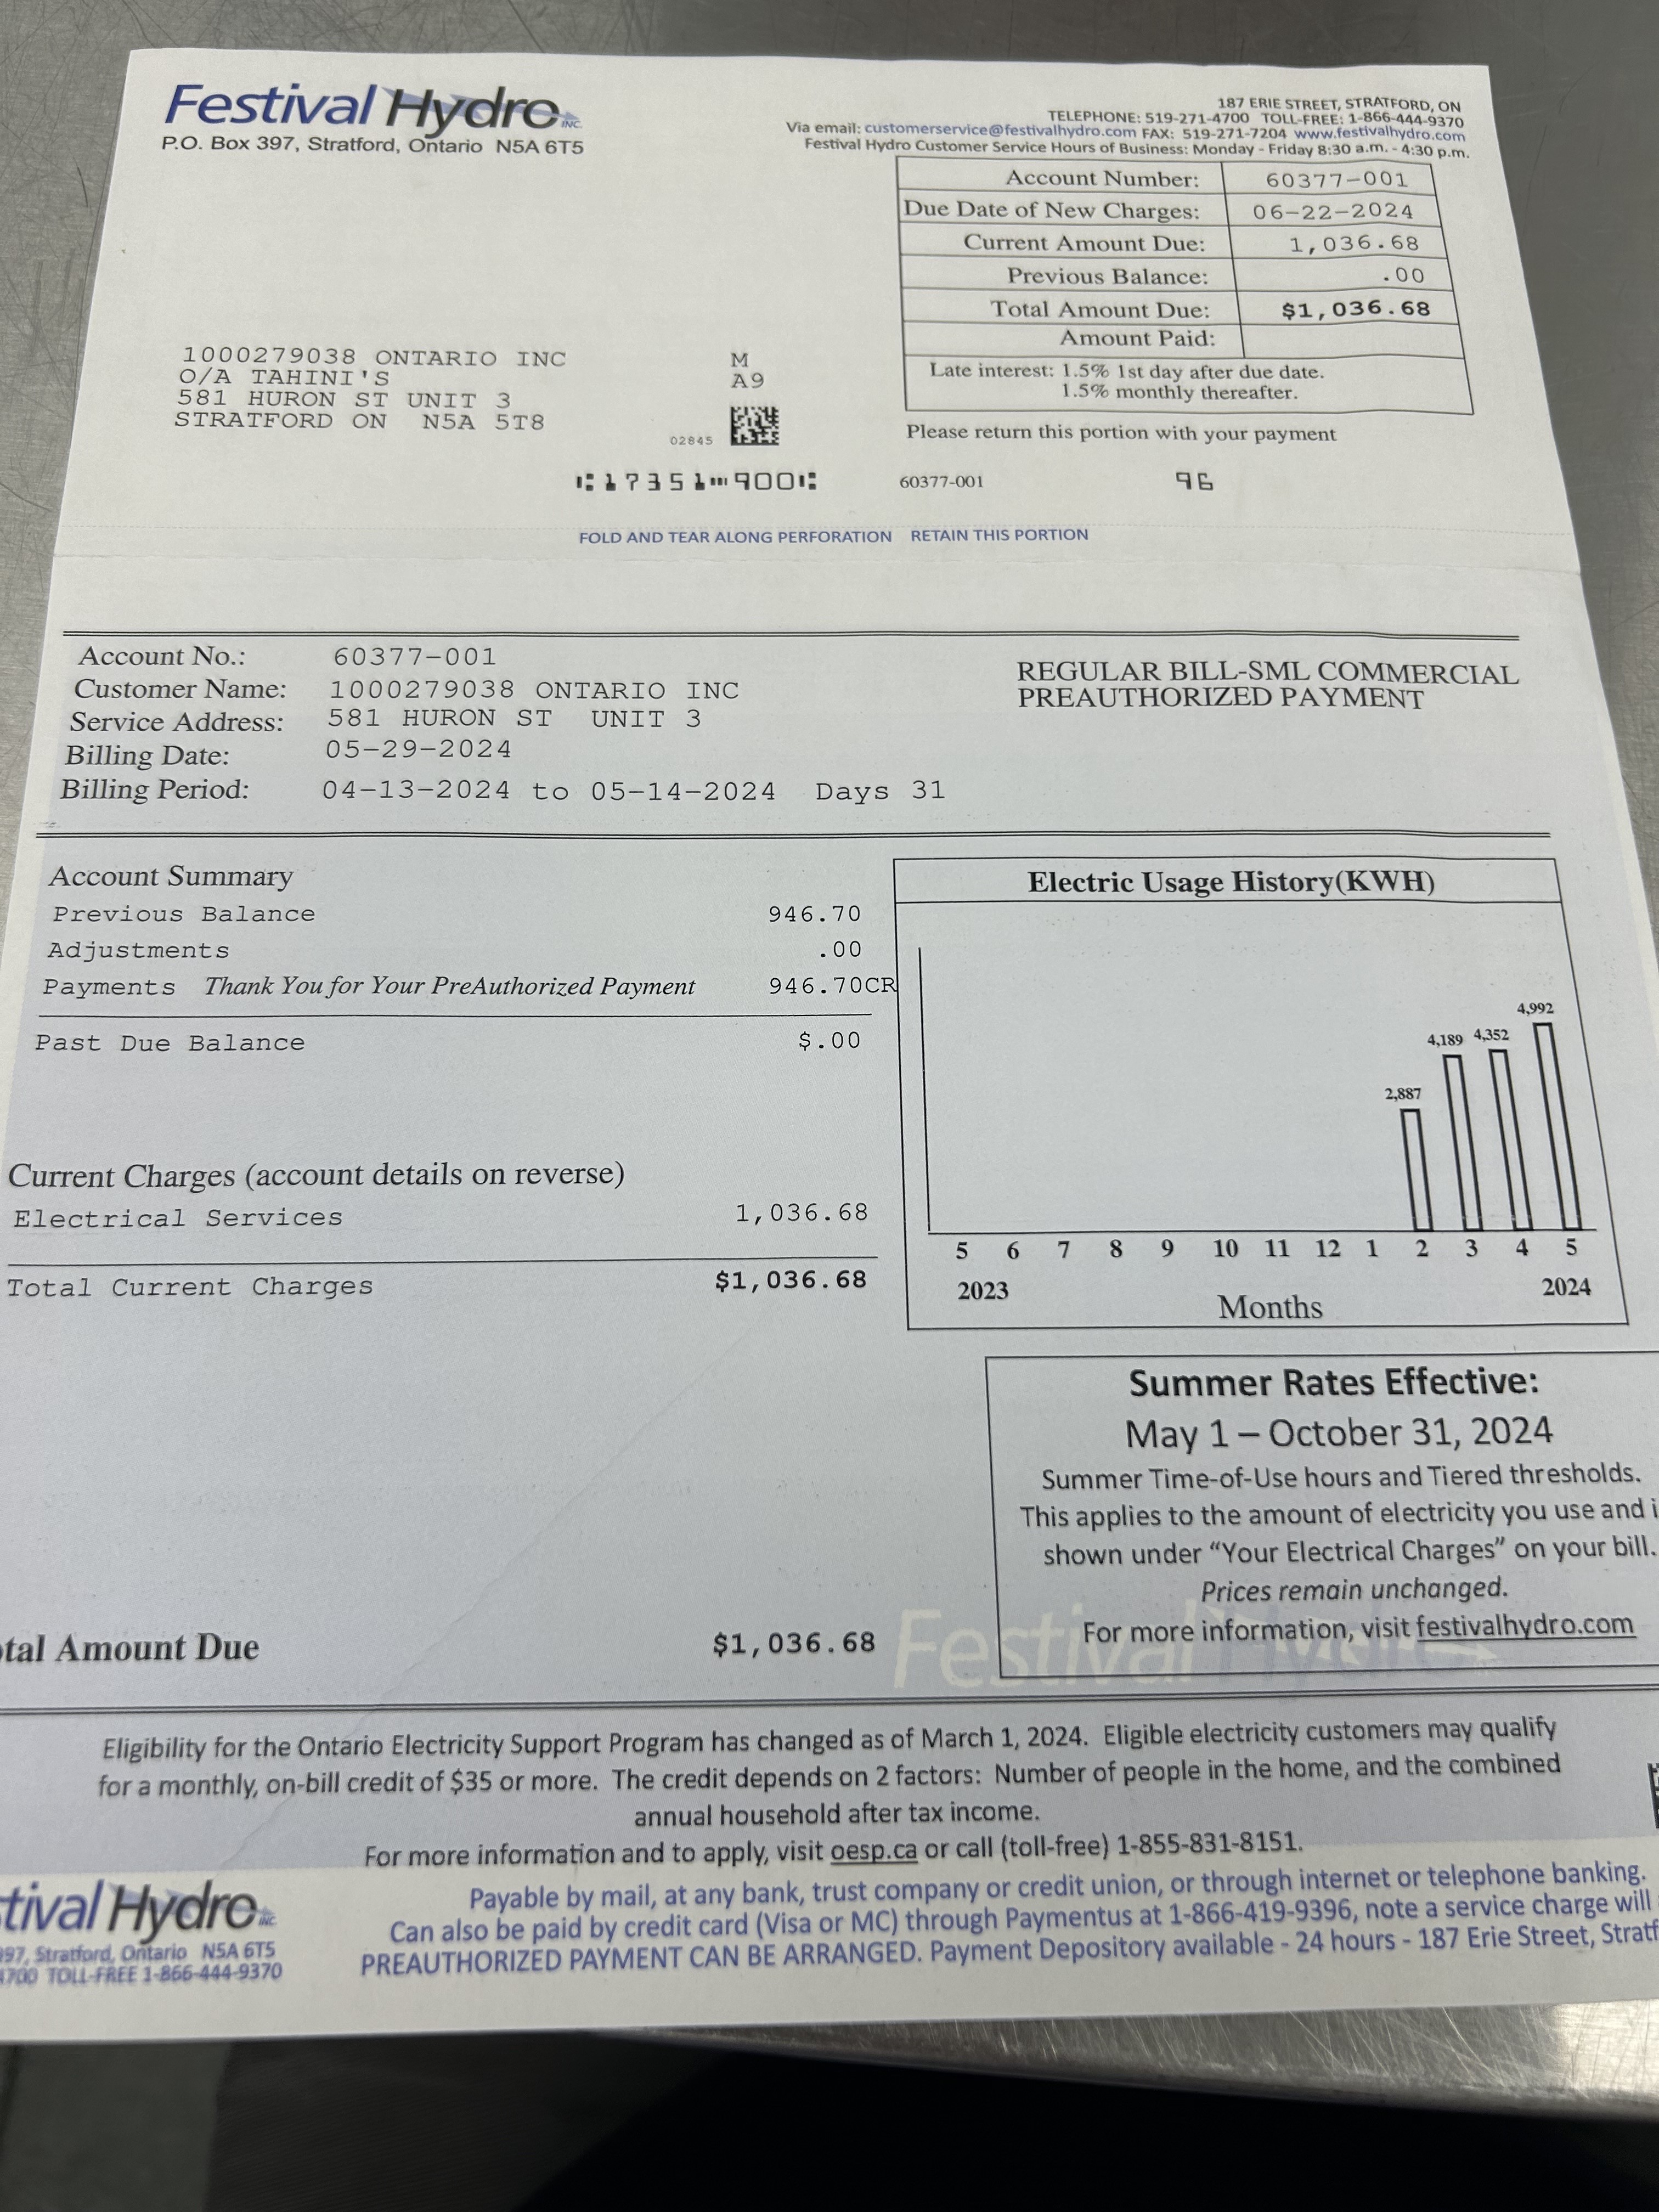 Festival Hydro INC.
P.O. Box 397, Stratford, Ontario N5A 6T5
187 ERIE STREET, STRATFORD, ON
TELEPHONE: 519-271-4700 TOLL-FREE: 1-866-444-9370
Via email: customerservice@festivalhydro.com FAX: 519-271-7204 www.festivalhydro.com
Festival Hydro Customer Service Hours of Business: Monday - Friday 8:30 a.m. - 4:30 p.m.
Account Number: 60377-001
Due Date of New Charges: 06-22-2024
Current Amount Due: 1,036.68
Previous Balance: .00
Total Amount Due: $1,036.68
Amount Paid:
Late interest: 1.5% 1st day after due date.
1.5% monthly thereafter.
Please return this portion with your payment
1000279038 ONTARIO INC M
O/A TAHINI'S A9
581 HURON ST UNIT 3
STRATFORD ON N5A 5T8
02845
⑆17351⑉900⑆ 60377-001 96
FOLD AND TEAR ALONG PERFORATION RETAIN THIS PORTION
Account No.: 60377-001
Customer Name: 1000279038 ONTARIO INC
Service Address: 581 HURON ST UNIT 3
Billing Date: 05-29-2024
Billing Period: 04-13-2024 to 05-14-2024 Days 31
REGULAR BILL-SML COMMERCIAL
PREAUTHORIZED PAYMENT
Account Summary
Previous Balance 946.70
Adjustments .00
Payments Thank You for Your PreAuthorized Payment 946.70CR
Past Due Balance $.00
Current Charges (account details on reverse)
Electrical Services 1,036.68
Total Current Charges $1,036.68
Electric Usage History(KWH)
4,992
4,189 4,352
2,887
5 6 7 8 9 10 11 12 1 2 3 4 5
2023 2024
Months
Summer Rates Effective:
May 1 – October 31, 2024
Summer Time-of-Use hours and Tiered thresholds.
This applies to the amount of electricity you use and i
shown under “Your Electrical Charges” on your bill.
Prices remain unchanged.
For more information, visit festivalhydro.com
tal Amount Due $1,036.68
Festival Hydro
Eligibility for the Ontario Electricity Support Program has changed as of March 1, 2024. Eligible electricity customers may qualify
for a monthly, on-bill credit of $35 or more. The credit depends on 2 factors: Number of people in the home, and the combined
annual household after tax income.
For more information and to apply, visit oesp.ca or call (toll-free) 1-855-831-8151.
tival Hydro INC.
397, Stratford, Ontario N5A 6T5
4700 TOLL-FREE 1-866-444-9370
Payable by mail, at any bank, trust company or credit union, or through internet or telephone banking.
Can also be paid by credit card (Visa or MC) through Paymentus at 1-866-419-9396, note a service charge will
PREAUTHORIZED PAYMENT CAN BE ARRANGED. Payment Depository available - 24 hours - 187 Erie Street, Stratf